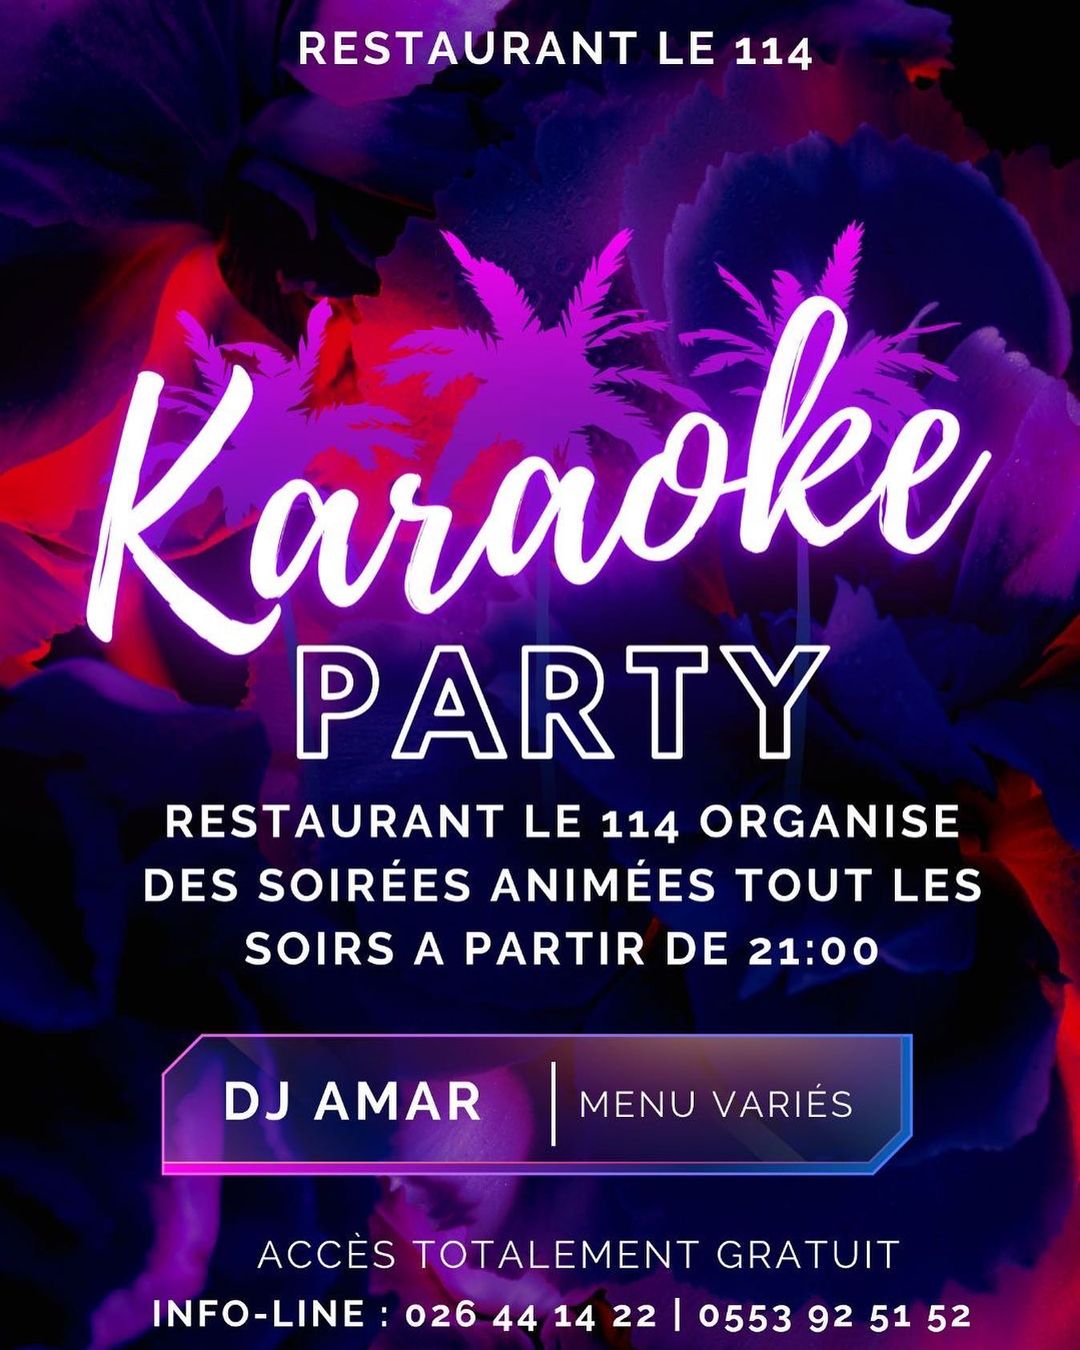 RESTAURANT LE 114
Karaoke
PARTY
RESTAURANT LE 114 ORGANISE
DES SOIRÉES ANIMÉES TOUT LES
SOIRS A PARTIR DE 21:00
DJ AMAR | MENU VARIÉS
ACCÈS TOTALEMENT GRATUIT
INFO-LINE : 026 44 14 22 | 0553 92 51 52